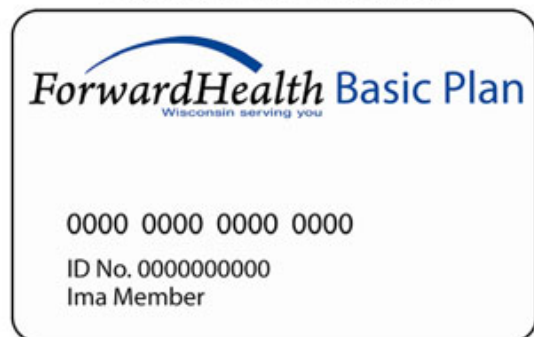 ForwardHealth Basic Plan
Wisconsin serving you
0000 0000 0000 0000
ID No. 0000000000
Ima Member